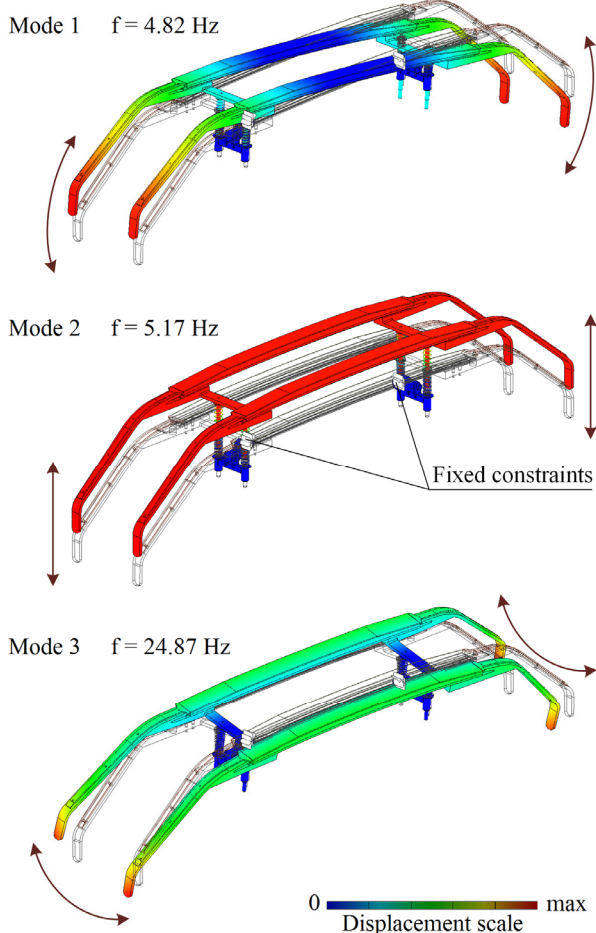 Mode 1 f = 4.82 Hz
Mode 2 f = 5.17 Hz
Fixed constraints
Mode 3 f = 24.87 Hz
0 max
Displacement scale